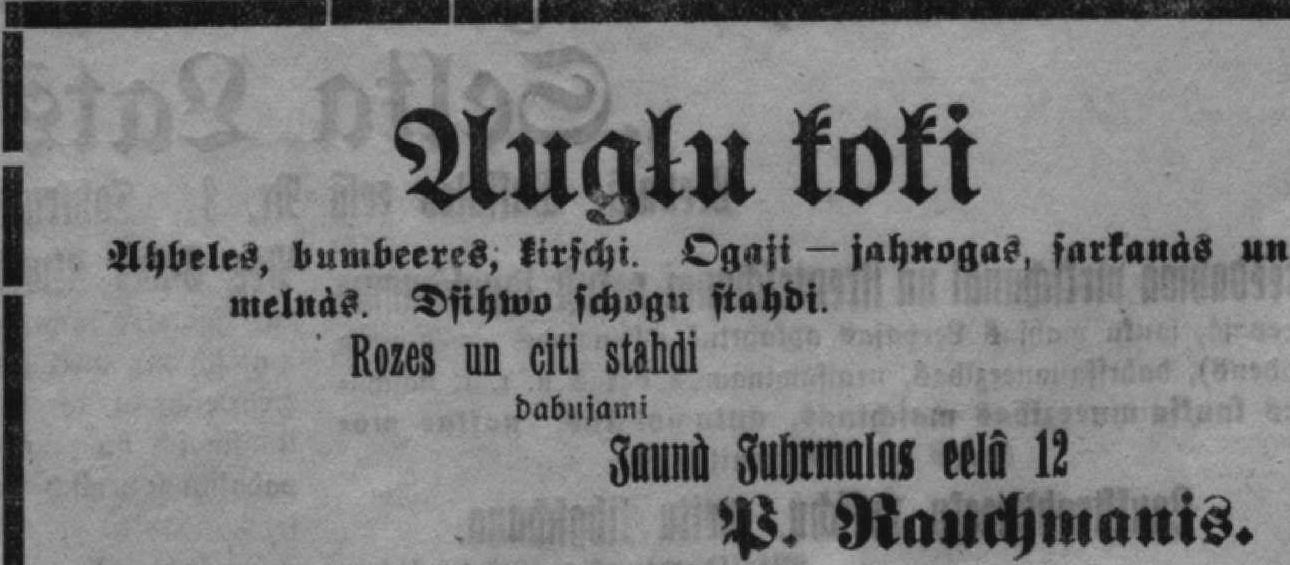 Augļu koki
Ahbeles, bumbeeres, kirschi. Ogaji — jahnogas, sarkanàs un
melnàs. Dsihwo schogu stahdi.
Rozes un citi stahdi
dabujami
Jaunà Juhrmalas eelâ 12
P. Rauchmanis.